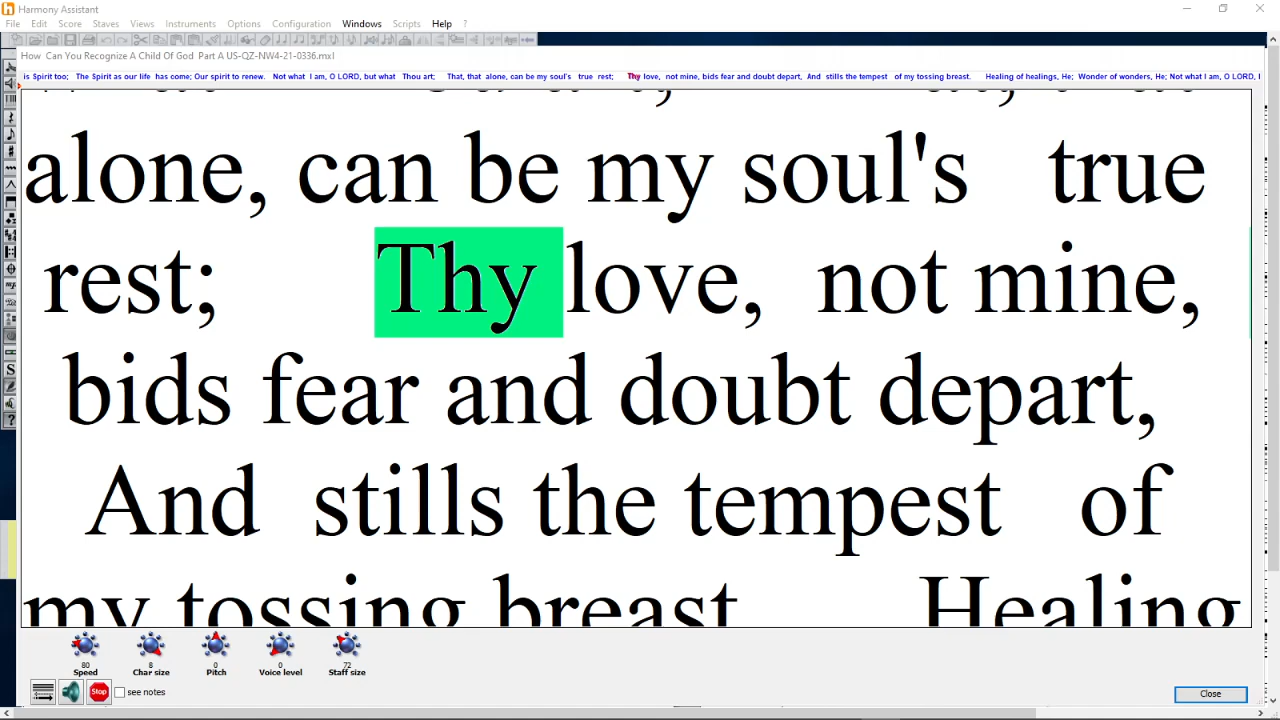 Harmony Assistant
File Edit Score Staves Views Instruments Options Configuration Windows Scripts Help ?
How Can You Recognize A Child Of God Part A US-QZ-NW4-21-0336.mxl
is Spirit too; The Spirit as our life has come; Our spirit to renew. Not what I am, O LORD, but what Thou art; That, that alone, can be my soul's true rest; Thy love, not mine, bids fear and doubt depart, And stills the tempest of my tossing breast. Healing of healings, He; Wonder of wonders, He; Not what I am, O LORD, I
alone, can be my soul's true
rest; Thy love, not mine,
bids fear and doubt depart,
And stills the tempest of
my tossing breast Healing
80 8 0 0 72
Speed Char size Pitch Voice level Staff size
Stop see notes Close